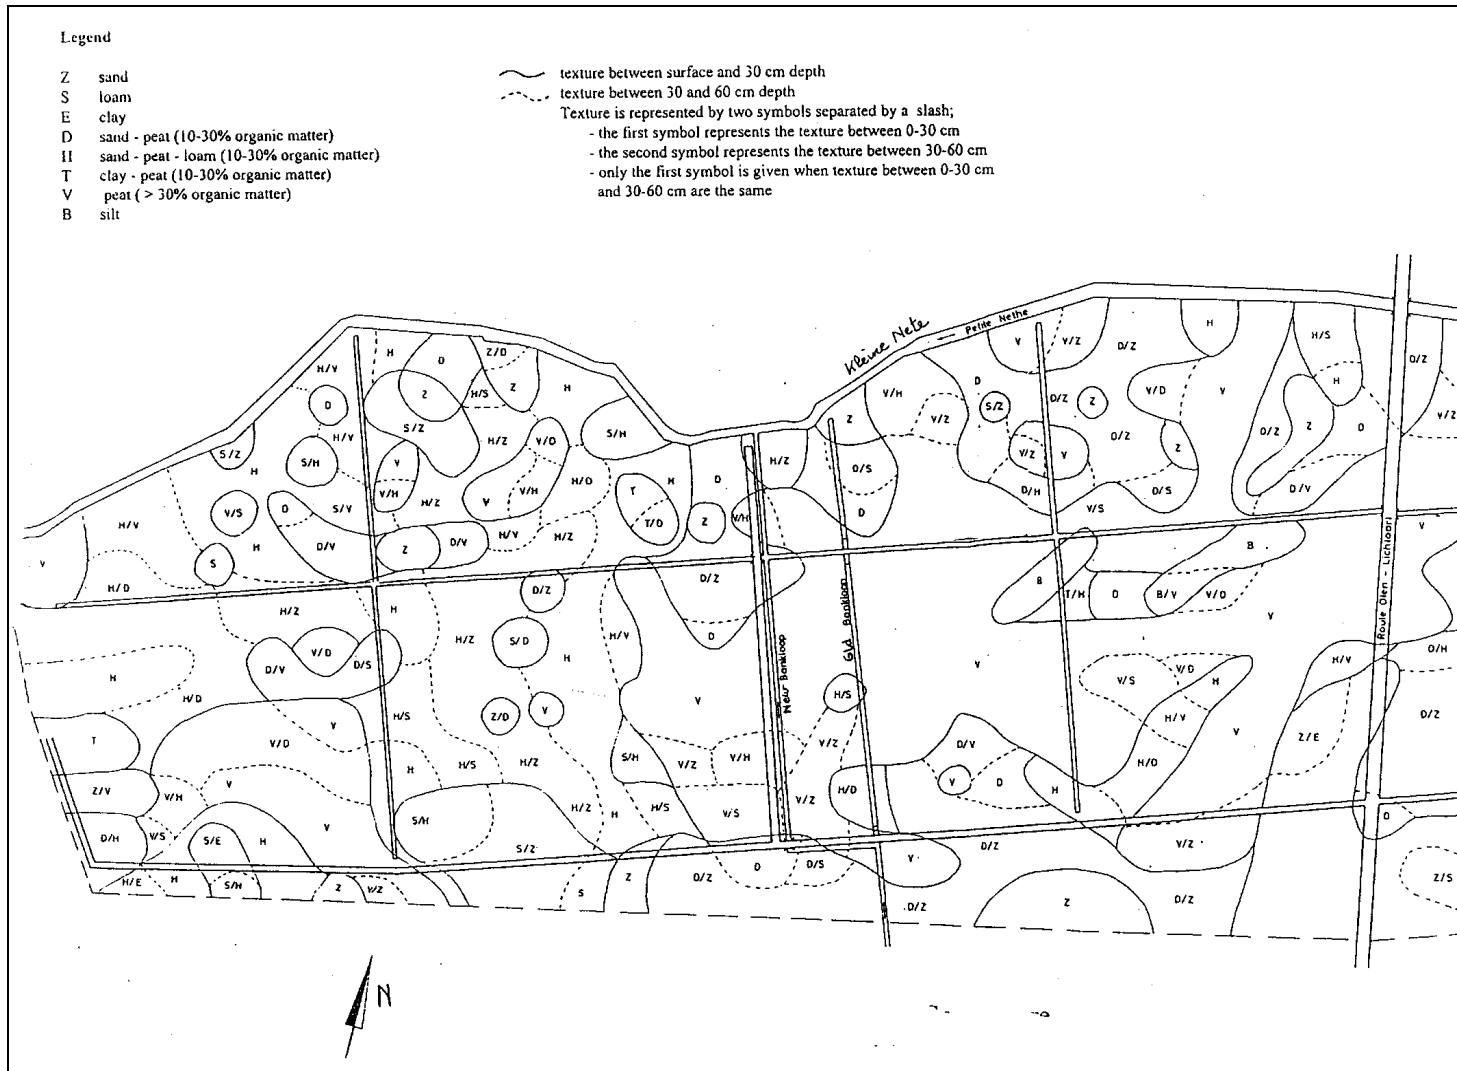 Legend
Z sand
S loam
E clay
D sand - peat (10-30% organic matter)
H sand - peat - loam (10-30% organic matter)
T clay - peat (10-30% organic matter)
V peat ( > 30% organic matter)
B silt
texture between surface and 30 cm depth
texture between 30 and 60 cm depth
Texture is represented by two symbols separated by a slash;
- the first symbol represents the texture between 0-30 cm
- the second symbol represents the texture between 30-60 cm
- only the first symbol is given when texture between 0-30 cm
and 30-60 cm are the same
Kleine Nete
Petite Nethe
H/V
H
D
Z/D
Z
H/S
Z
H
D
S/Z
H/V
H/Z
V/D
S/H
S/Z
H
S/H
V
V/H
V/H
V
H/D
H/Z
T
T/D
H
D
Z
V/H
H/Z
V/S
D
S/V
D/V
H
S
H/V
V
H/D
Z
D/V
H/V
H/Z
Z
V/H
V/Z
D
S/Z
D/S
D
V
V/Z
D/Z
H
D/Z
Z
V/D
V
D/Z
V/Z
V
Z
D/H
D/S
V/S
H/S
H
D/Z
V/Z
D/Z
Z
D
D/V
V
B
T/H
D
B/V
V/D
B
V
V
New Bankloop
Old Bankloop
Route Olen - Lichtaart
H/Z
H
H/Z
D/Z
S/D
H
H/V
D/Z
D
V/D
D/V
D/S
H
H/D
V
V/D
H/S
Z/D
V
V
H/S
V/S
V/D
H
H/V
H/V
D/H
D/Z
Z/E
V
H/D
T
Z/V
V/H
V
V
D/H
V/S
S/E
H
H
H/S
H/Z
S/H
S/Z
H/Z
H
S/H
H/S
V/Z
V/H
V/S
V/Z
V/Z
H/D
D/V
V
D
H
V/Z
D
H/E
H
S/H
Z
V/Z
S
Z
D/Z
D
D/S
V
D/Z
D/Z
Z
D/Z
Z/S
N